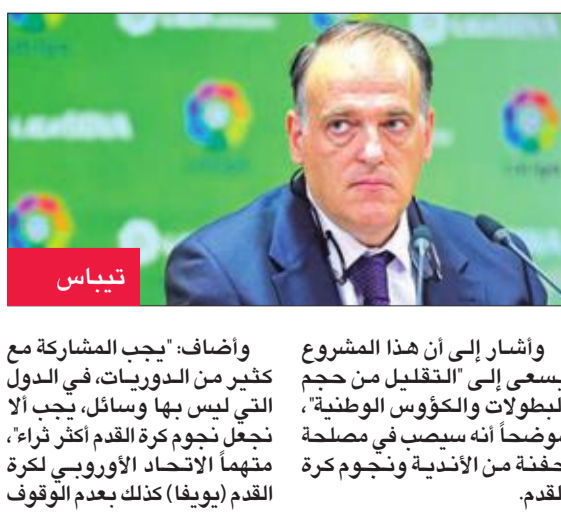 تيباس
وأشار إلى أن هذا المشروع
يسعى إلى "التقليل من حجم
البطولات والكؤوس الوطنية"،
موضحاً أنه سيصب في مصلحة
حفنة من الأندية ونجوم كرة
القدم.
وأضاف: "يجب المشاركة مع
كثير من الدوريات، في الدول
التي ليس بها وسائل، يجب ألا
نجعل نجوم كرة القدم أكثر ثراء"،
متهماً الاتحاد الأوروبي لكرة
القدم (يويفا) كذلك بعدم الوقوف